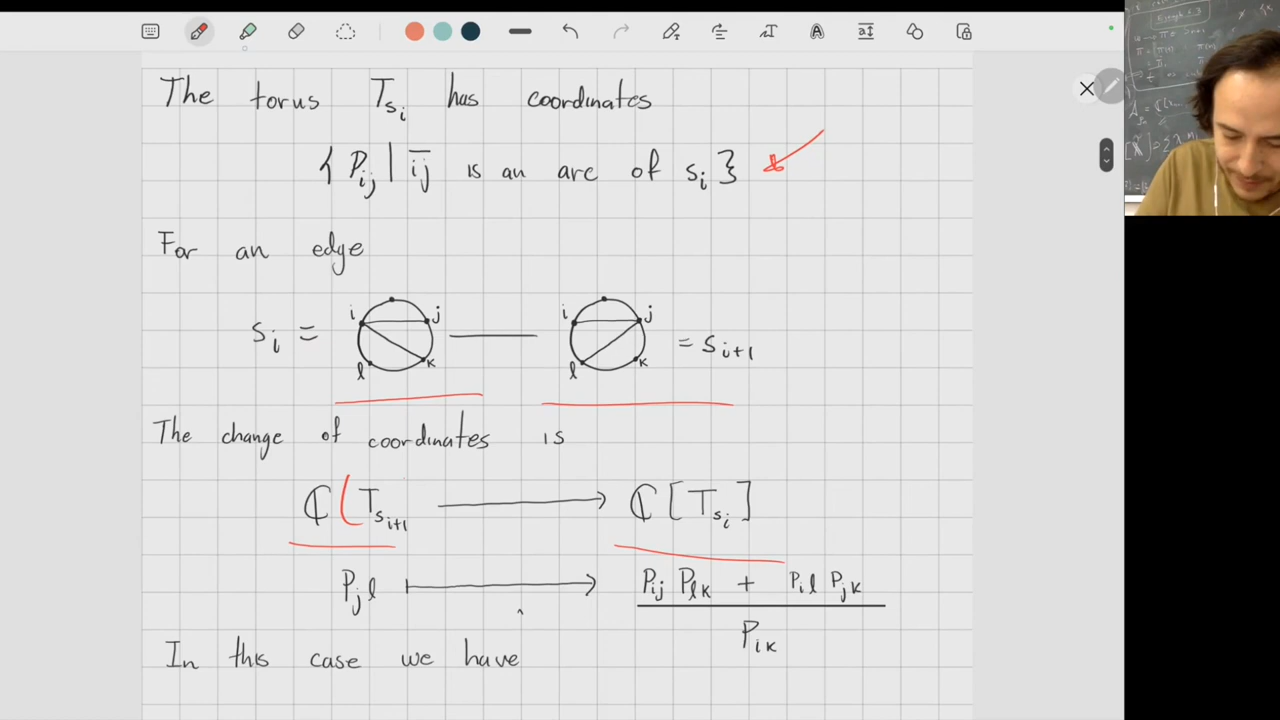 The torus T_{s_i} has coordinates
{ P_{ij} | \overline{ij} is an arc of s_i }
For an edge
s_i = i j k l — i j k l = s_{i+1}
The change of coordinates is
ℂ[T_{s_{i+1}} ⟶ ℂ[T_{s_i}]
P_{jl} ⟼ \frac{P_{ij} P_{lk} + P_{il} P_{jk}}{P_{ik}}
In this case we have